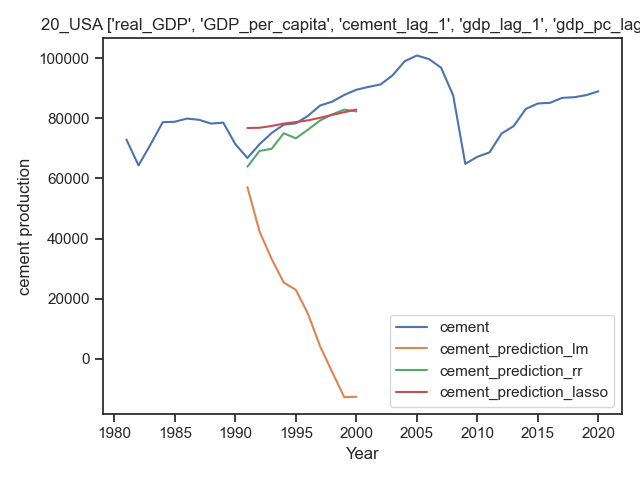 20_USA ['real_GDP', 'GDP_per_capita', 'cement_lag_1', 'gdp_lag_1', 'gdp_pc_lag
100000
80000
60000
40000
20000
0
cement production
1980 1985 1990 1995 2000 2005 2010 2015 2020
Year
cement
cement_prediction_lm
cement_prediction_rr
cement_prediction_lasso